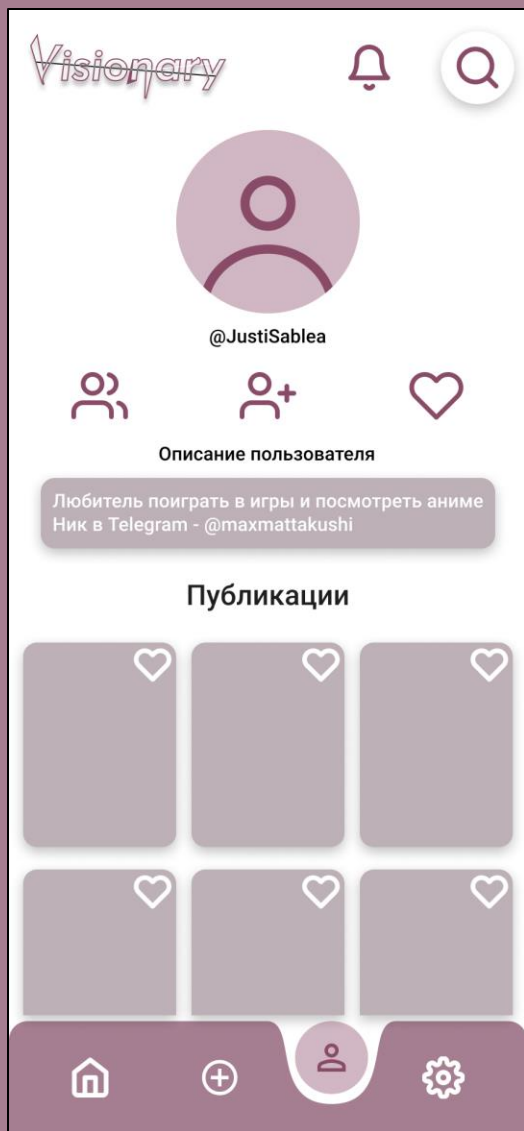 Visionary
@JustiSablea
Описание пользователя
Любитель поиграть в игры и посмотреть аниме
Ник в Telegram - @maxmattakushi
Публикации